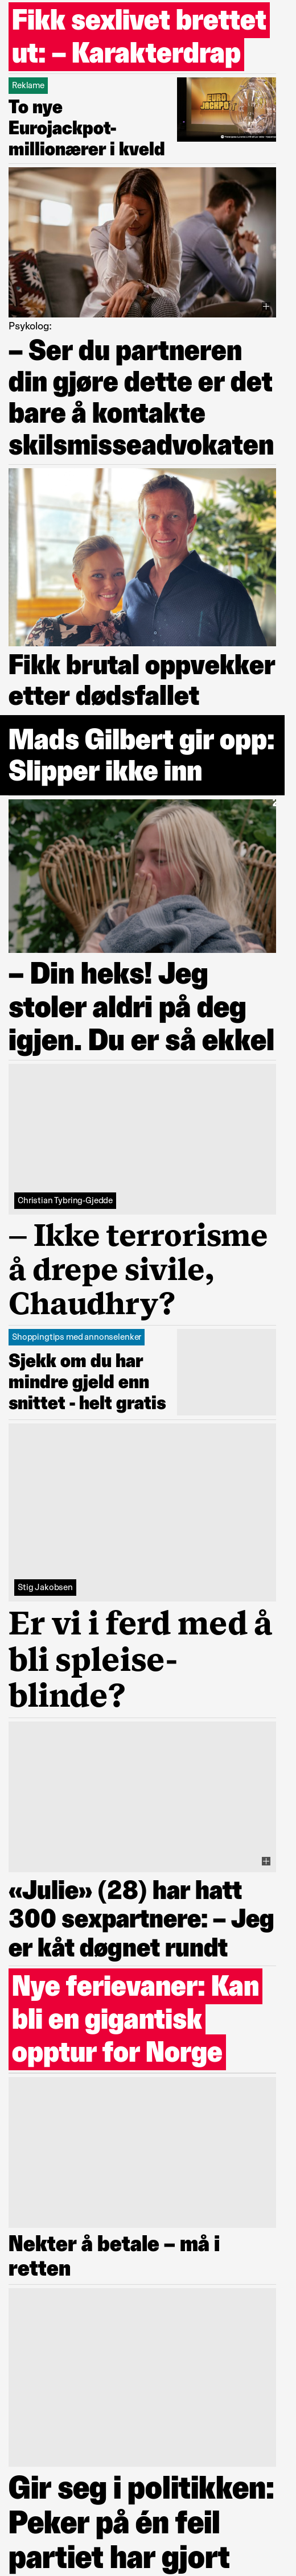 Fikk sexlivet brettet
ut: – Karakterdrap
Reklame
To nye
Eurojackpot-
millionærer i kveld
EURO
JACKPOT
Psykolog:
– Ser du partneren
din gjøre dette er det
bare å kontakte
skilsmisseadvokaten
Fikk brutal oppvekker
etter dødsfallet
Mads Gilbert gir opp:
Slipper ikke inn
– Din heks! Jeg
stoler aldri på deg
igjen. Du er så ekkel
Christian Tybring-Gjedde
– Ikke terrorisme
å drepe sivile,
Chaudhry?
Shoppingtips med annonselenker
Sjekk om du har
mindre gjeld enn
snittet - helt gratis
Stig Jakobsen
Er vi i ferd med å
bli spleise-
blinde?
«Julie» (28) har hatt
300 sexpartnere: – Jeg
er kåt døgnet rundt
Nye ferievaner: Kan
bli en gigantisk
opptur for Norge
Nekter å betale – må i
retten
Gir seg i politikken:
Peker på én feil
partiet har gjort